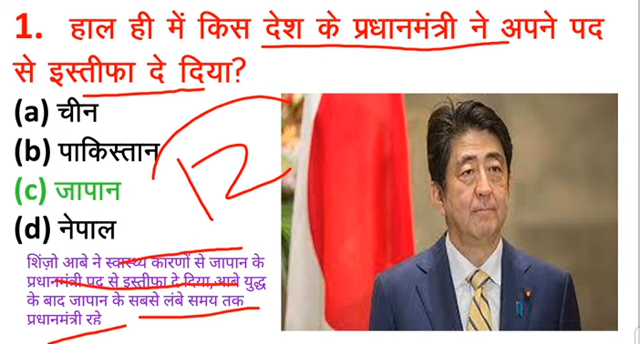 1. हाल ही में किस देश के प्रधानमंत्री ने अपने पद
से इस्तीफा दे दिया?
(a) चीन
(b) पाकिस्तान
(c) जापान
(d) नेपाल
शिंज़ो आबे ने स्वास्थ्य कारणों से जापान के
प्रधानमंत्री पद से इस्तीफा दे दिया,आबे युद्ध
के बाद जापान के सबसे लंबे समय तक
प्रधानमंत्री रहे